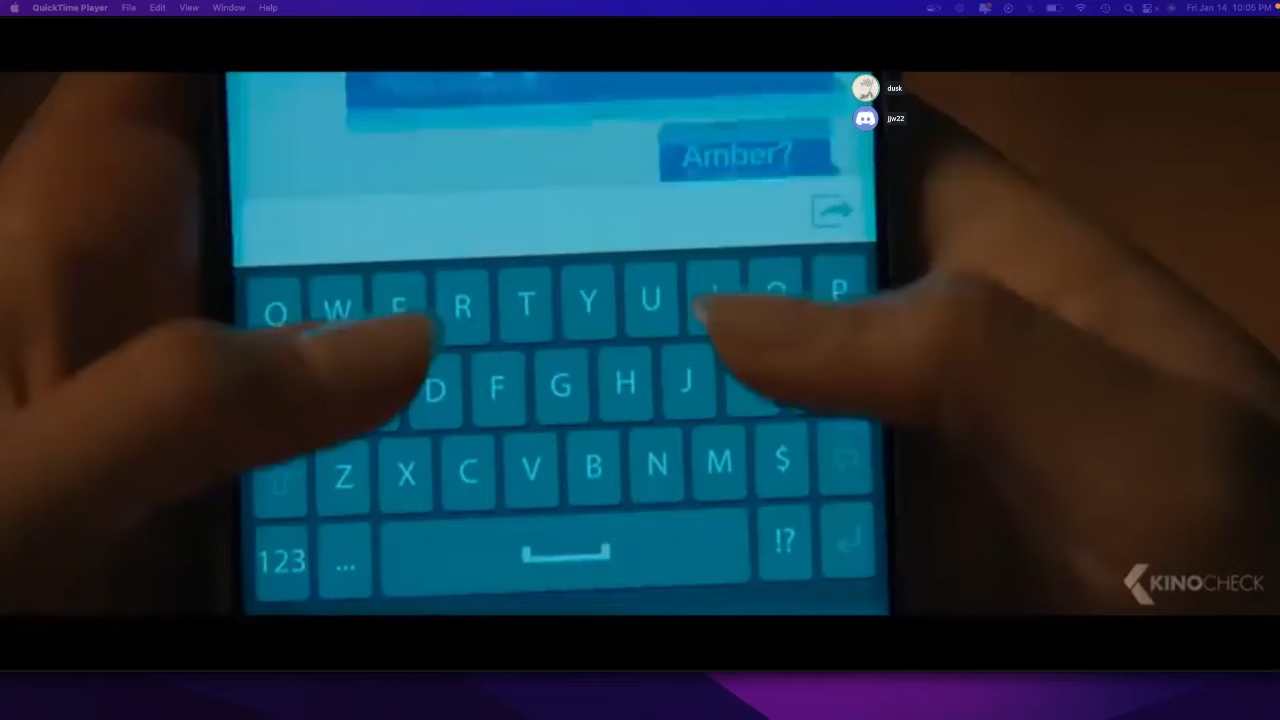 QuickTime Player File Edit View Window Help Fri Jan 14 10:05 PM
dusk
jjw22
Amber?
Q W E R T Y U I O P
D F G H J
Z X C V B N M $
123 ... !?
KINOCHECK